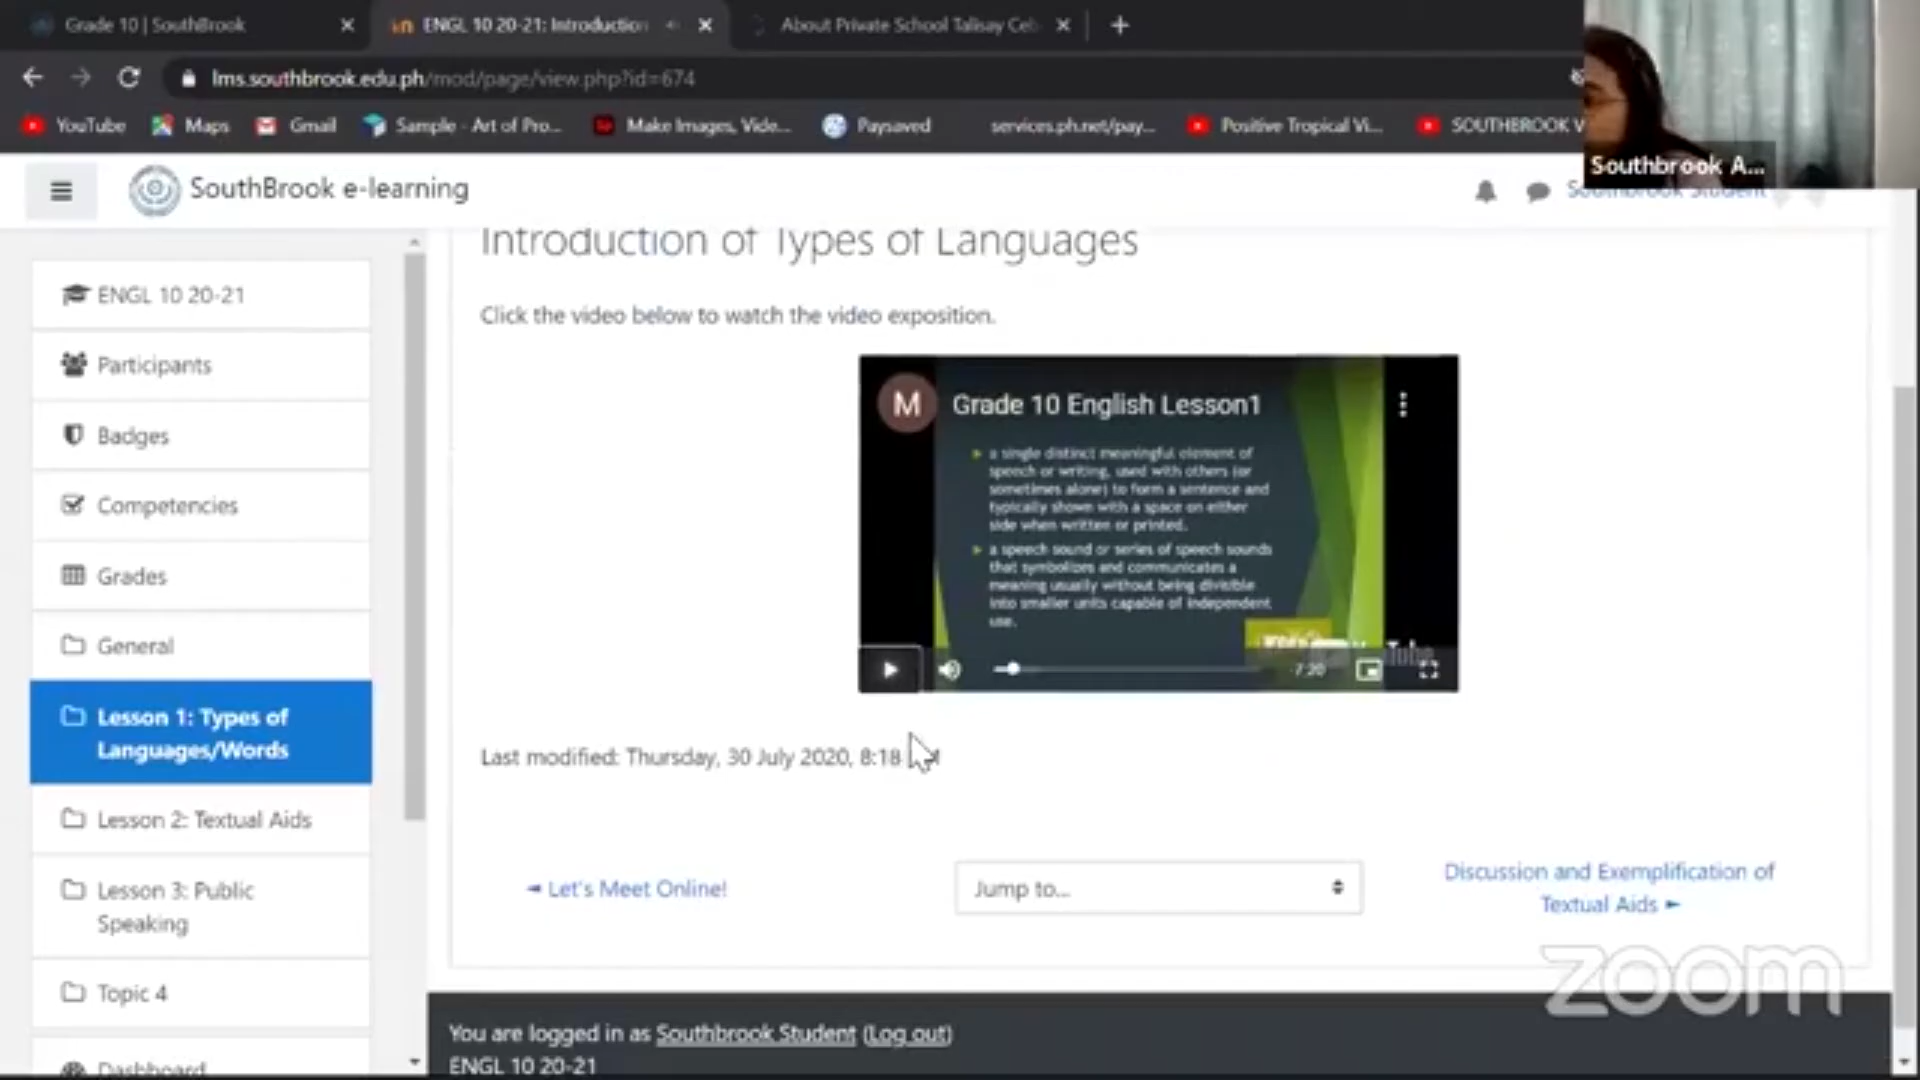 Grade 10 | SouthBrook
ENGL 10 20-21: Introduction
About Private School Talisay Ceb
lms.southbrook.edu.ph/mod/page/view.php?id=674
YouTube
Maps
Gmail
Sample - Art of Pro...
Make Images, Vide...
Paysaved
services.ph.net/pay...
Positive Tropical Vi...
SOUTHBROOK V
Southbrook A...
SouthBrook e-learning
Southbrook Student
ENGL 10 20-21
Participants
Badges
Competencies
Grades
General
Lesson 1: Types of
Languages/Words
Lesson 2: Textual Aids
Lesson 3: Public
Speaking
Topic 4
Dashboard
Introduction of Types of Languages
Click the video below to watch the video exposition.
M
Grade 10 English Lesson1
a single distinct meaningful element of
speech or writing, used with others (or
sometimes alone) to form a sentence and
typically shown with a space on either
side when written or printed.
a speech sound or series of speech sounds
that symbolizes and communicates a
meaning usually without being divisible
into smaller units capable of independent
use.
-7:20
Last modified: Thursday, 30 July 2020, 8:18
◄ Let's Meet Online!
Jump to...
Discussion and Exemplification of
Textual Aids ►
zoom
You are logged in as Southbrook Student (Log out)
ENGL 10 20-21